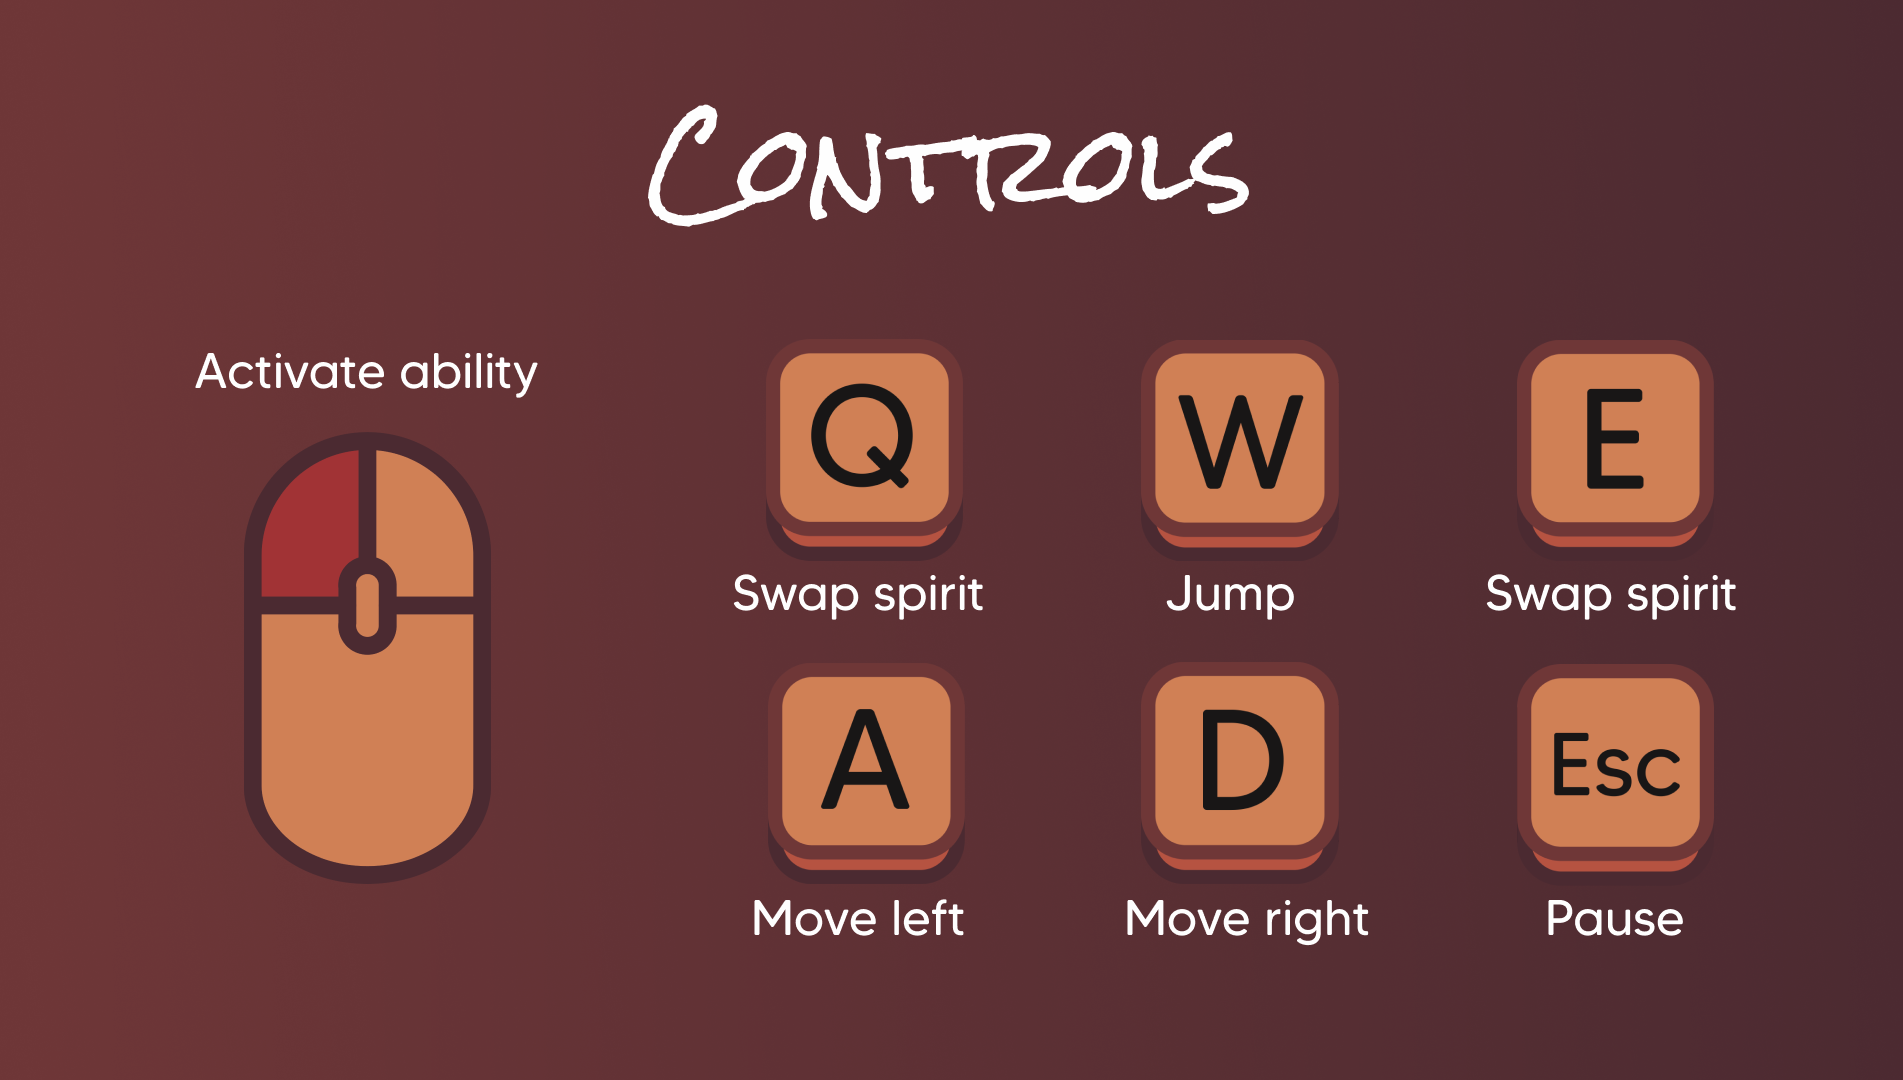 Controls
Activate ability
Q
W
E
Swap spirit
Jump
Swap spirit
A
D
Esc
Move left
Move right
Pause